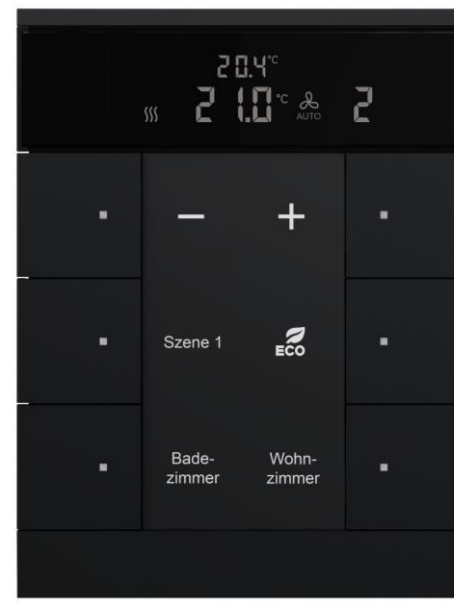 20.4°C
21.0 °C AUTO 2
− +
Szene 1 ECO
Bade-
zimmer
Wohn-
zimmer